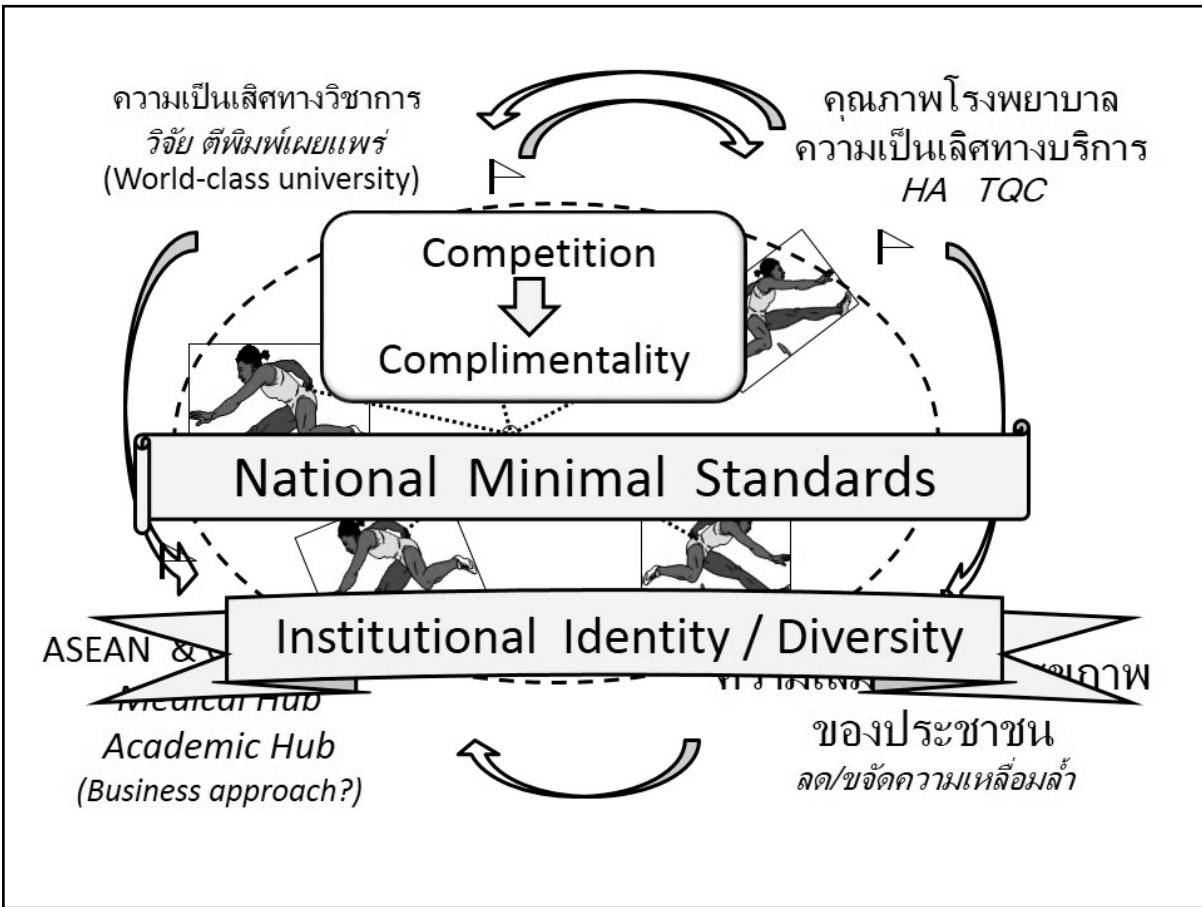 ความเป็นเลิศทางวิชาการ
วิจัย ตีพิมพ์เผยแพร่
(World-class university)
คุณภาพโรงพยาบาล
ความเป็นเลิศทางบริการ
HA TQC
Competition
Complimentality
National Minimal Standards
Institutional Identity / Diversity
ASEAN &
Medical Hub
Academic Hub
(Business approach?)
ของประชาชน
ลด/ขจัดความเหลื่อมล้ำ